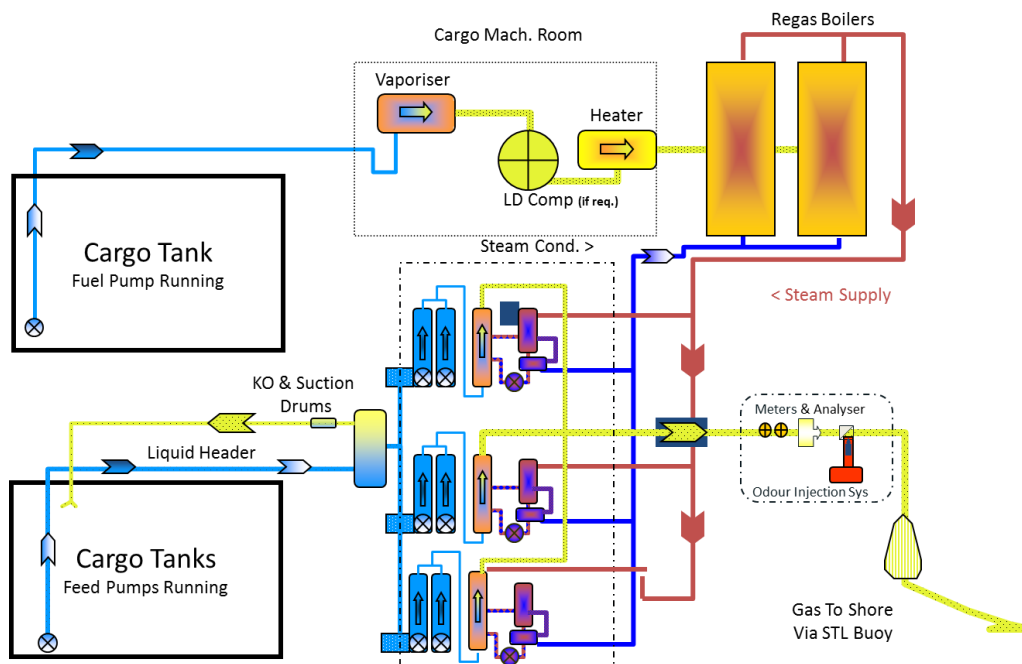 Regas Boilers
Cargo Mach. Room
Vaporiser
Heater
LD Comp (if req.)
Cargo Tank
Fuel Pump Running
Steam Cond. >
< Steam Supply
KO & Suction
Drums
Liquid Header
Meters & Analyser
Odour Injection Sys
Cargo Tanks
Feed Pumps Running
Gas To Shore
Via STL Buoy